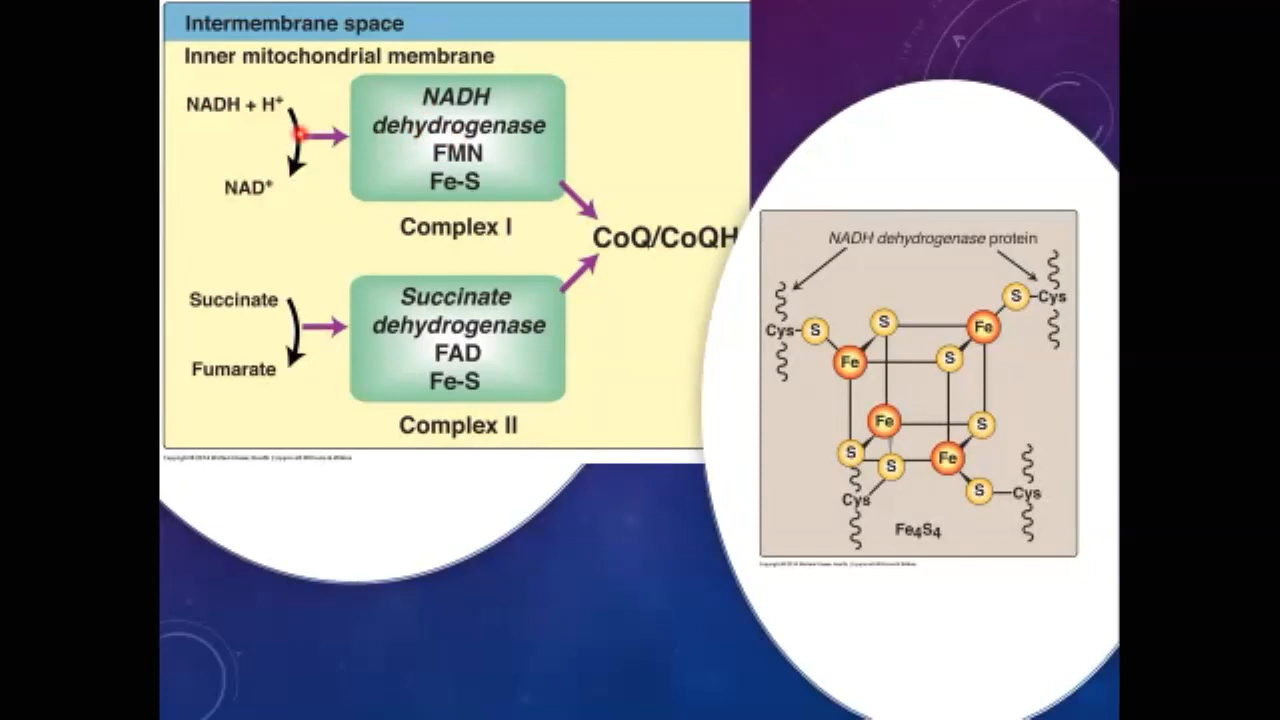 Intermembrane space
Inner mitochondrial membrane
NADH + H⁺
NAD⁺
NADH
dehydrogenase
FMN
Fe-S
Complex I
CoQ/CoQH
Succinate
Fumarate
Succinate
dehydrogenase
FAD
Fe-S
Complex II
NADH dehydrogenase protein
S
Cys
Cys
S
S
Fe
Fe
S
Fe
S
S
S
Fe
S
Cys
Cys
Fe₄S₄